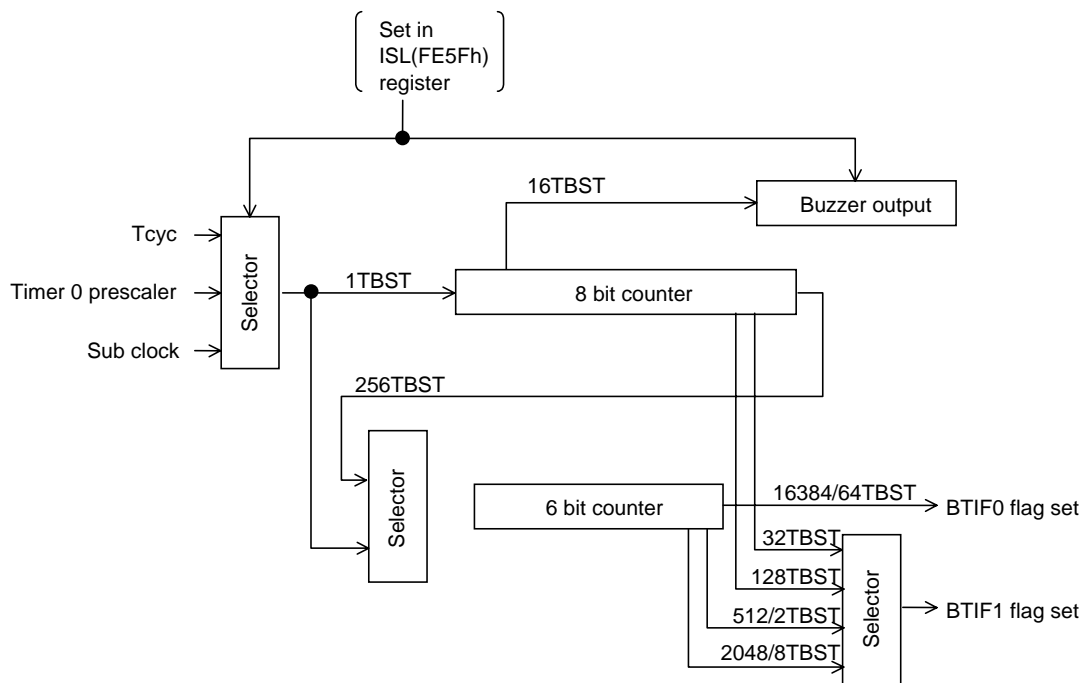 Set in
ISL(FE5Fh)
register
16TBST
Buzzer output
Tcyc
Timer 0 prescaler
Sub clock
Selector
1TBST
8 bit counter
256TBST
Selector
6 bit counter
16384/64TBST
BTIF0 flag set
32TBST
128TBST
512/2TBST
2048/8TBST
Selector
BTIF1 flag set